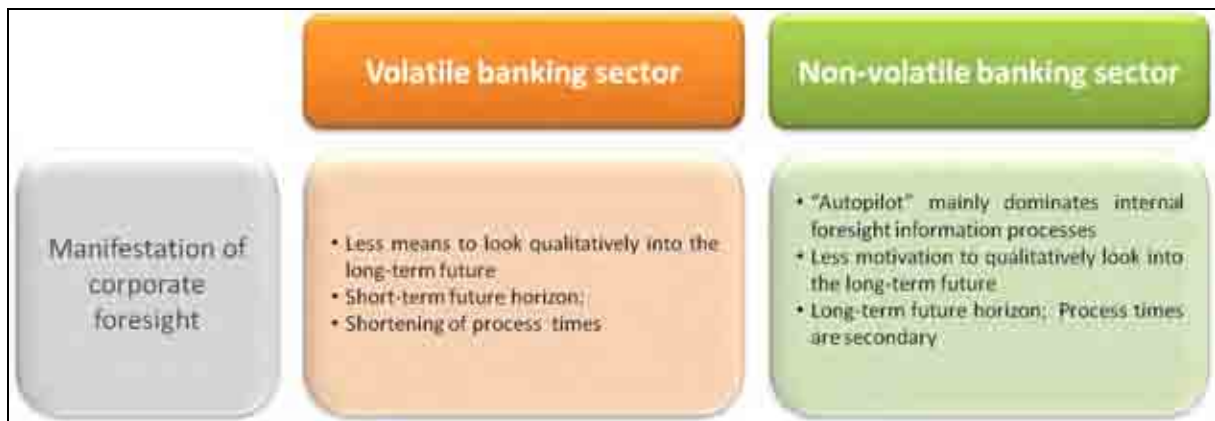 Volatile banking sector
Non-volatile banking sector
Manifestation of
corporate
foresight
• Less means to look qualitatively into the
long-term future
• Short-term future horizon;
• Shortening of process times
• "Autopilot" mainly dominates internal
foresight information processes
• Less motivation to qualitatively look into
the long-term future
• Long-term future horizon; Process times
are secondary